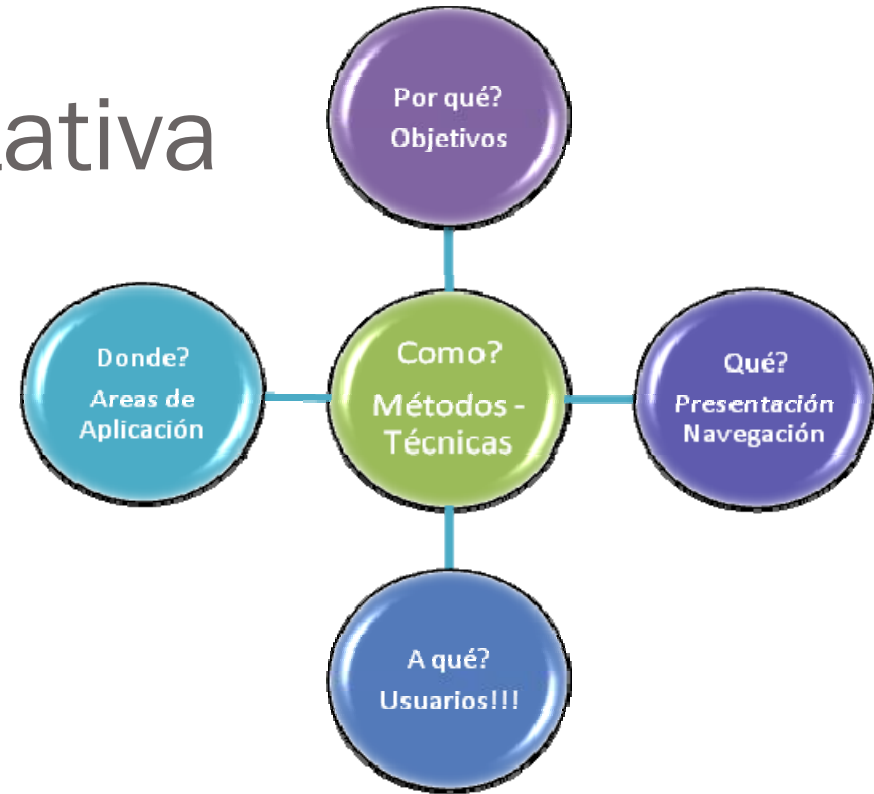 ativa
Por qué?
Objetivos
Donde?
Areas de
Aplicación
Como?
Métodos -
Técnicas
Qué?
Presentación
Navegación
A qué?
Usuarios!!!